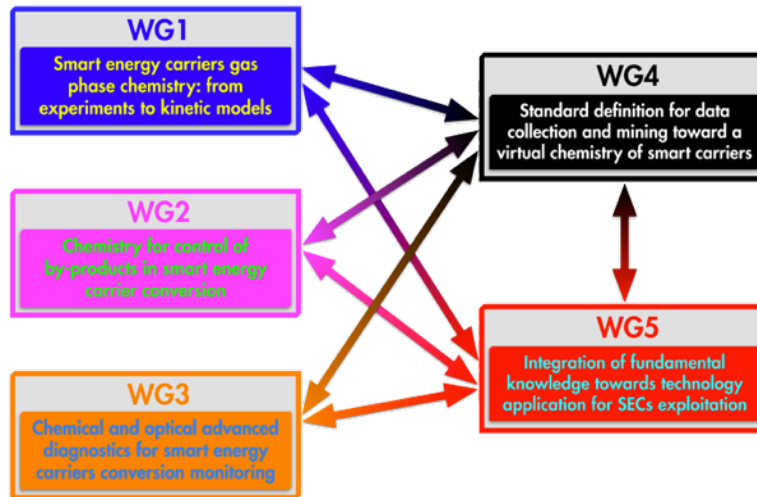 WG1
Smart energy carriers gas
phase chemistry: from
experiments to kinetic models
WG2
Chemistry for control of
by-products in smart energy
carrier conversion
WG3
Chemical and optical advanced
diagnostics for smart energy
carriers conversion monitoring
WG4
Standard definition for data
collection and mining toward a
virtual chemistry of smart carriers
WG5
Integration of fundamental
knowledge towards technology
application for SECs exploitation